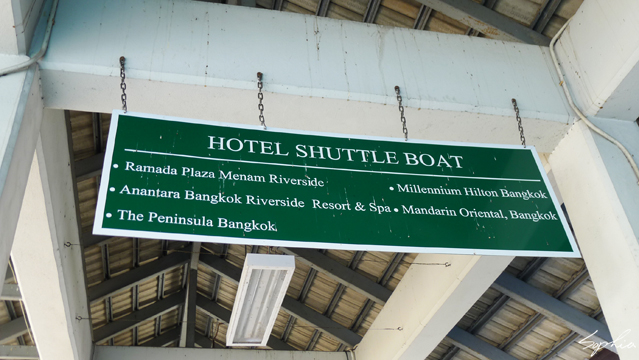 HOTEL SHUTTLE BOAT
• Ramada Plaza Menam Riverside
• Anantara Bangkok Riverside Resort & Spa
• The Peninsula Bangkok
• Millennium Hilton Bangkok
• Mandarin Oriental, Bangkok
Sophia